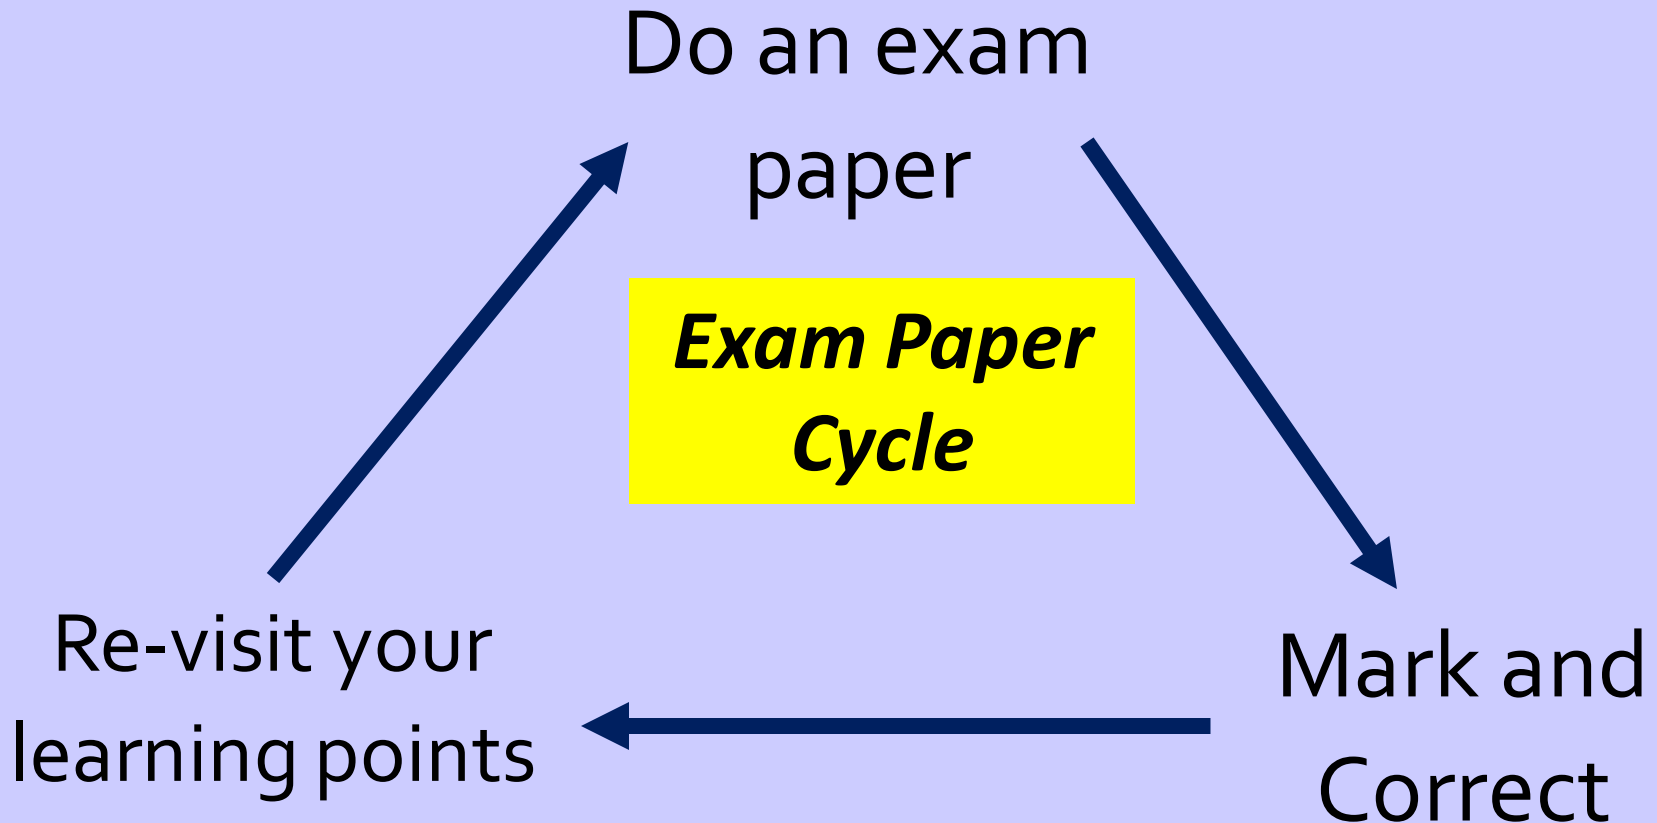 Do an exam
paper
Exam Paper
Cycle
Re-visit your
learning points
Mark and
Correct